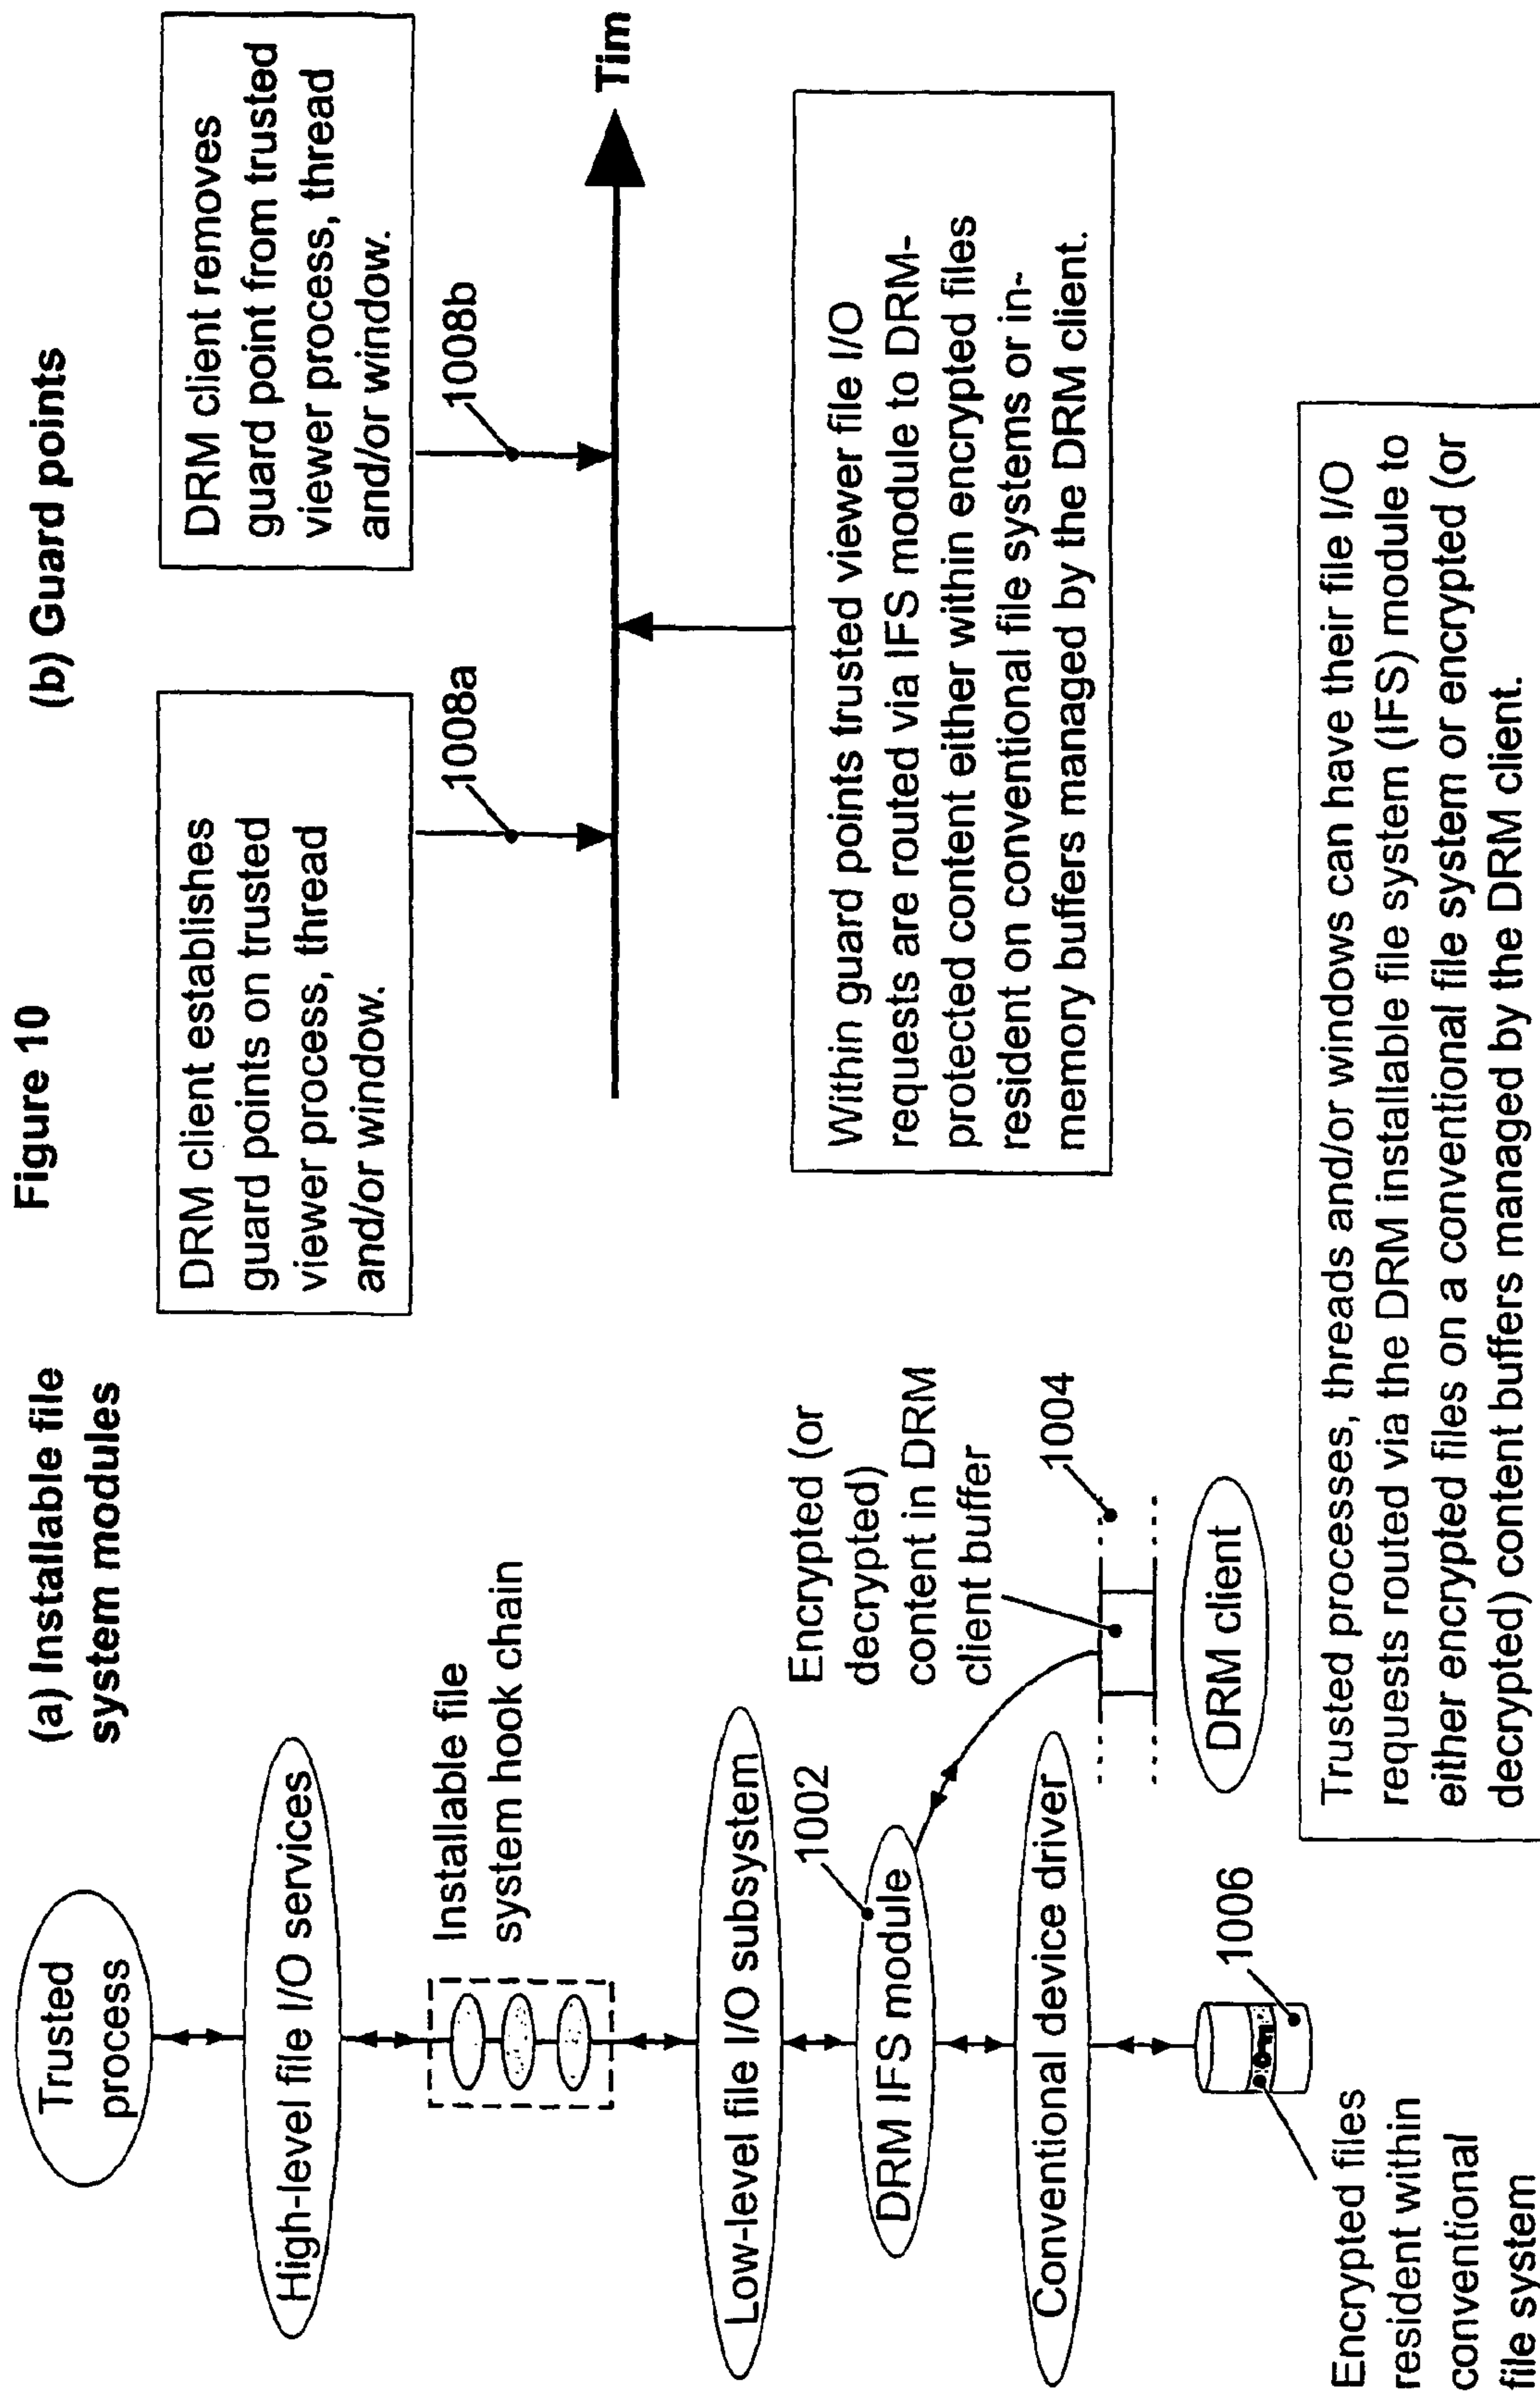 Figure 10
(a) Installable file
system modules
Trusted
process
High-level file I/O services
Installable file
system hook chain
Low-level file I/O subsystem
1002
DRM IFS module
Encrypted (or
decrypted)
content in DRM
client buffer
1004
Conventional device driver
DRM client
1006
Encrypted files
resident within
conventional
file system
(b) Guard points
DRM client establishes
guard points on trusted
viewer process, thread
and/or window.
1008a
DRM client removes
guard point from trusted
viewer process, thread
and/or window.
1008b
Tim
Within guard points trusted viewer file I/O
requests are routed via IFS module to DRM-
protected content either within encrypted files
resident on conventional file systems or in-
memory buffers managed by the DRM client.
Trusted processes, threads and/or windows can have their file I/O
requests routed via the DRM installable file system (IFS) module to
either encrypted files on a conventional file system or encrypted (or
decrypted) content buffers managed by the DRM client.